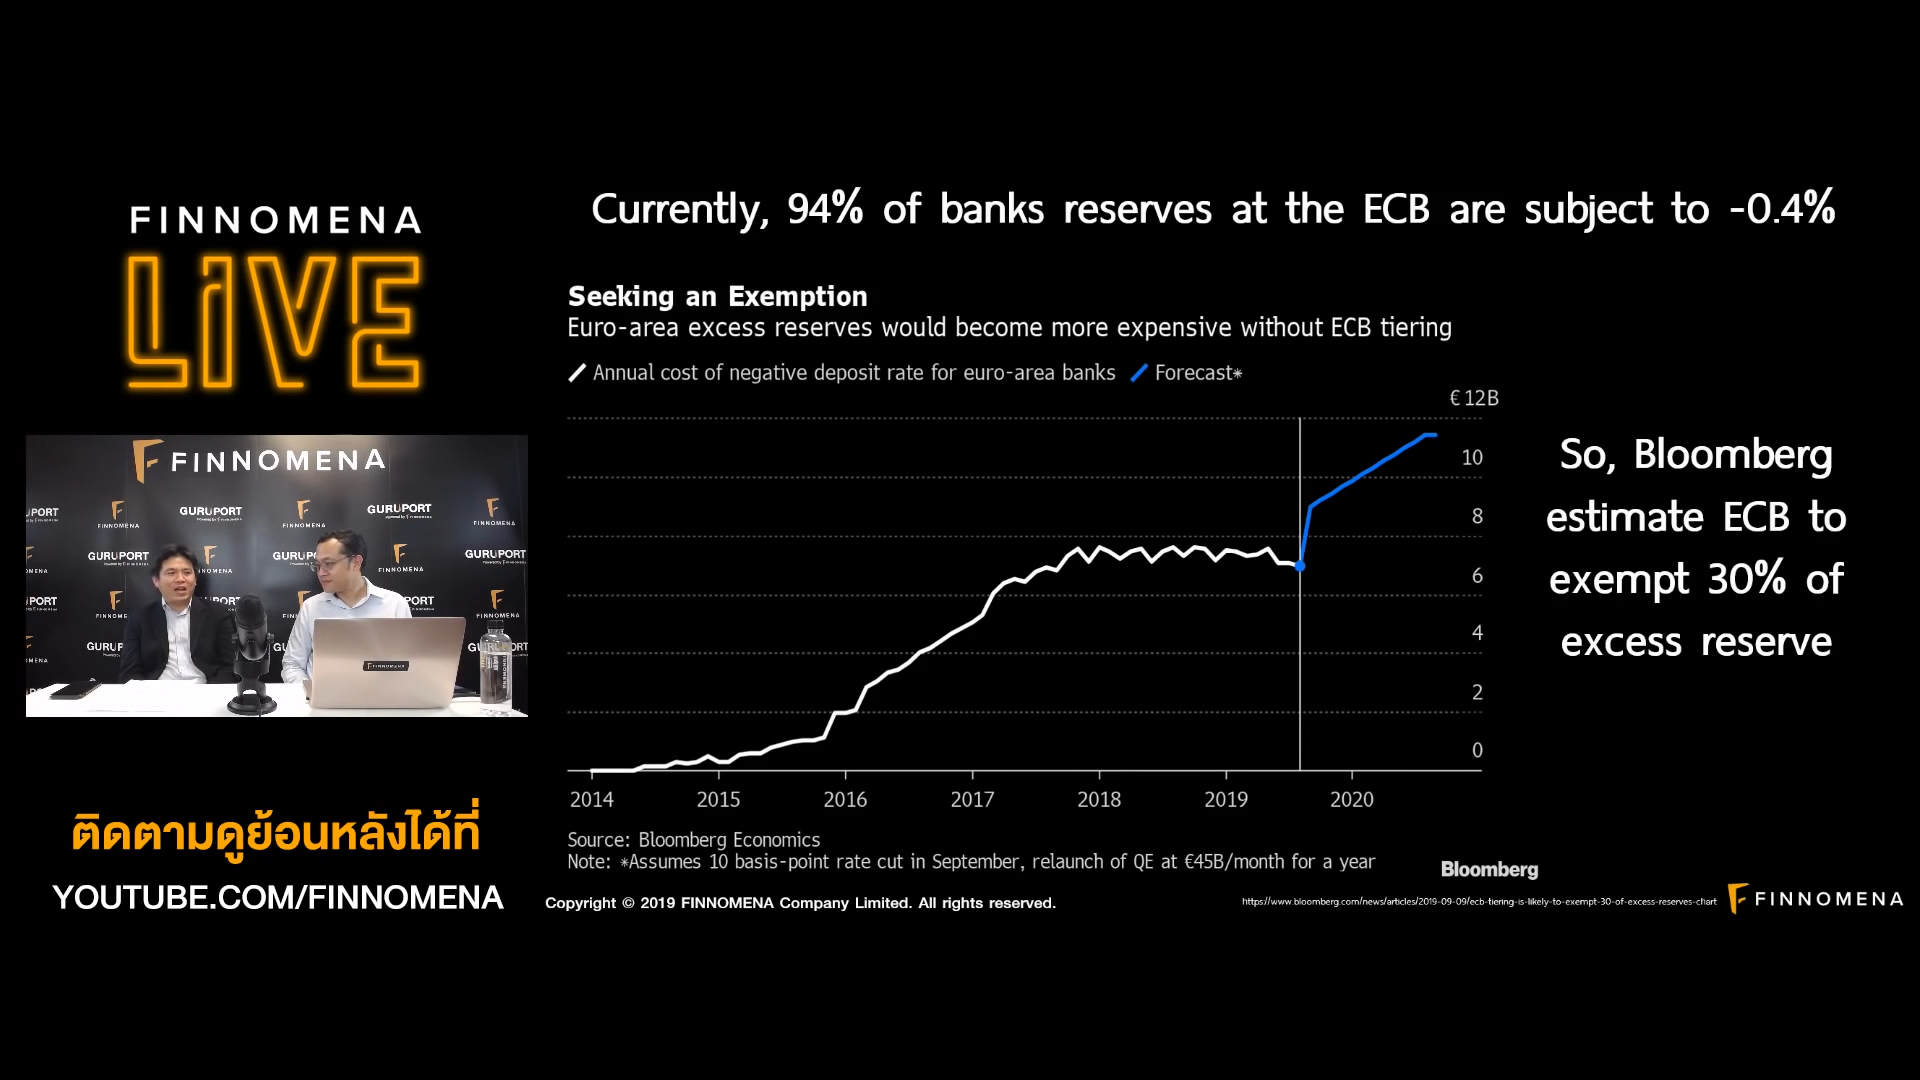 FINNOMENA
LIVE
FINNOMENA
GURUPORT
FINNOMENA
ติดตามดูย้อนหลังได้ที่
YOUTUBE.COM/FINNOMENA
Currently, 94% of banks reserves at the ECB are subject to -0.4%
Seeking an Exemption
Euro-area excess reserves would become more expensive without ECB tiering
Annual cost of negative deposit rate for euro-area banks Forecast*
€12B
10
8
6
4
2
0
2014 2015 2016 2017 2018 2019 2020
Source: Bloomberg Economics
Note: *Assumes 10 basis-point rate cut in September, relaunch of QE at €45B/month for a year
Bloomberg
So, Bloomberg
estimate ECB to
exempt 30% of
excess reserve
Copyright © 2019 FINNOMENA Company Limited. All rights reserved.
https://www.bloomberg.com/news/articles/2019-09-09/ecb-tiering-is-likely-to-exempt-30-of-excess-reserves-chart
FINNOMENA